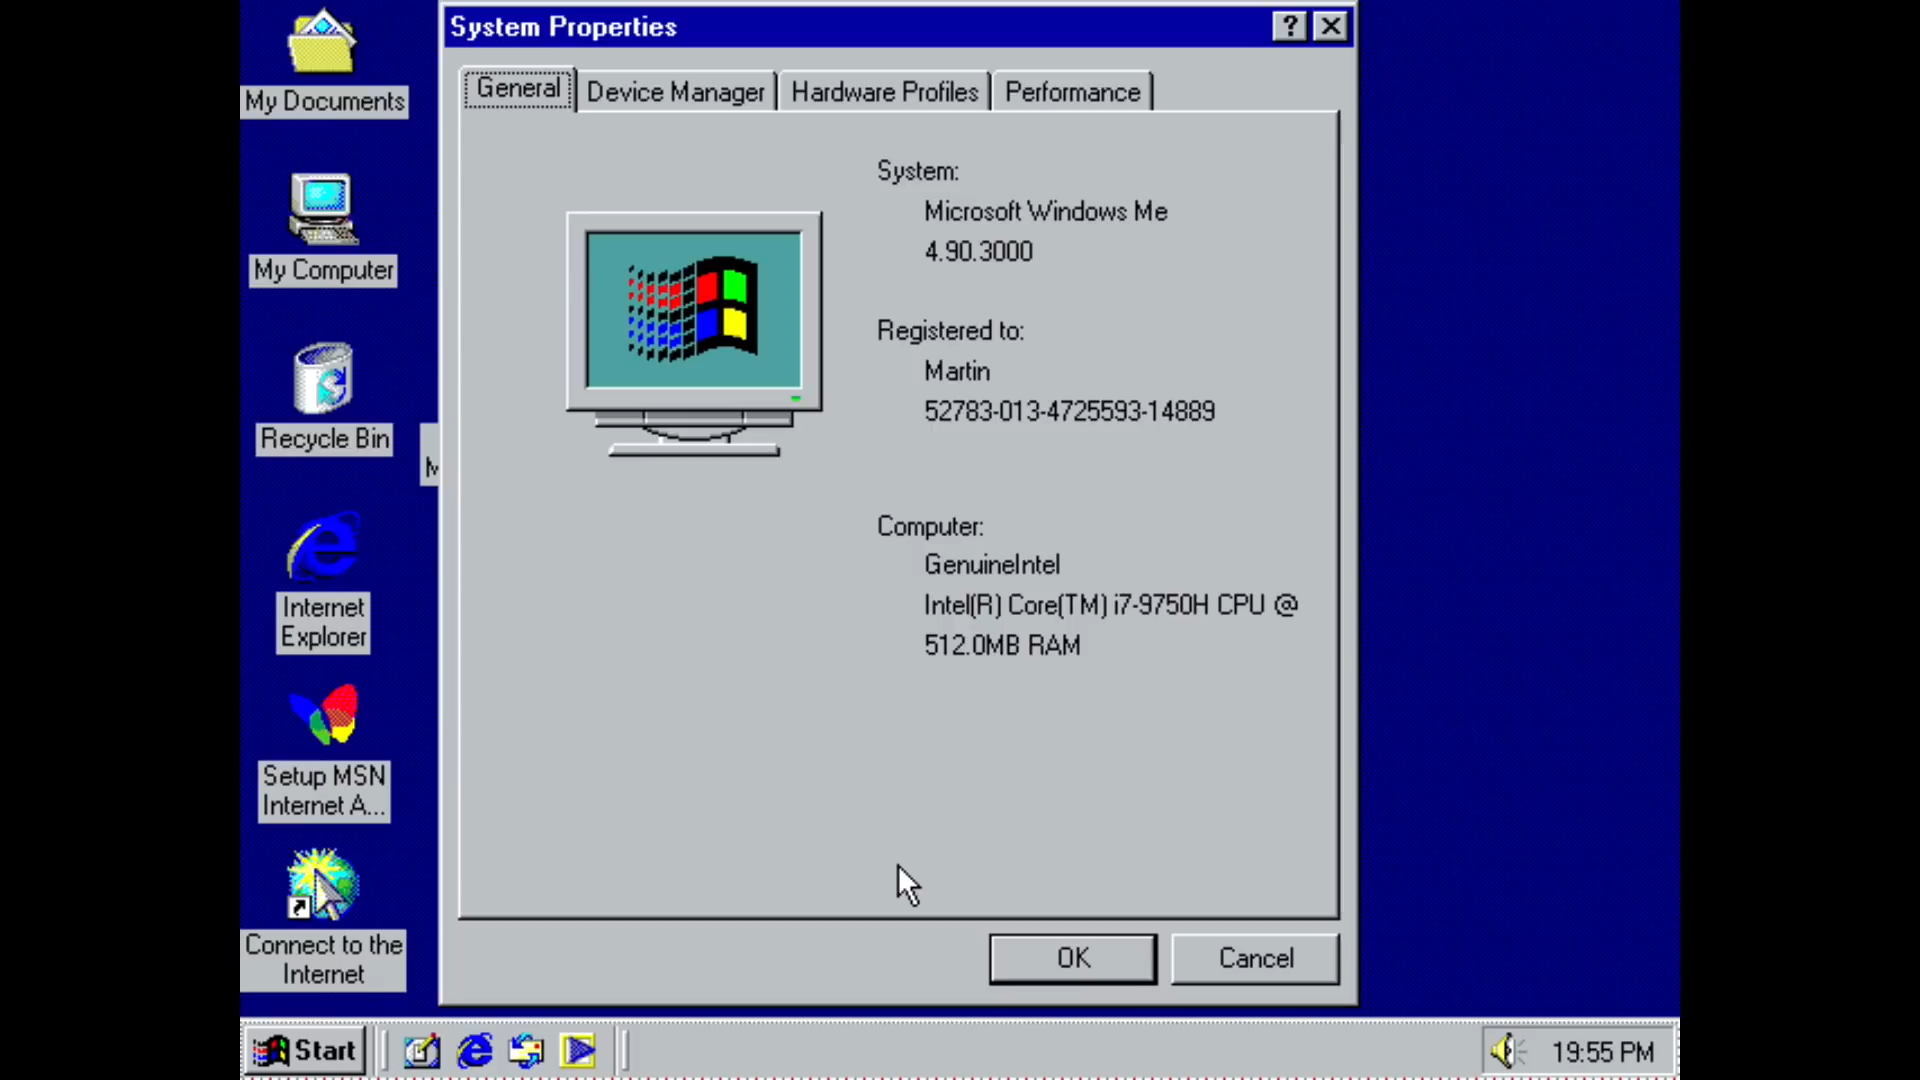 My Documents
My Computer
Recycle Bin
Internet
Explorer
Setup MSN
Internet A...
Connect to the
Internet
M
System Properties
?
General
Device Manager
Hardware Profiles
Performance
System:
Microsoft Windows Me
4.90.3000
Registered to:
Martin
52783-013-4725593-14889
Computer:
GenuineIntel
Intel(R) Core(TM) i7-9750H CPU @
512.0MB RAM
OK
Cancel
Start
19:55 PM